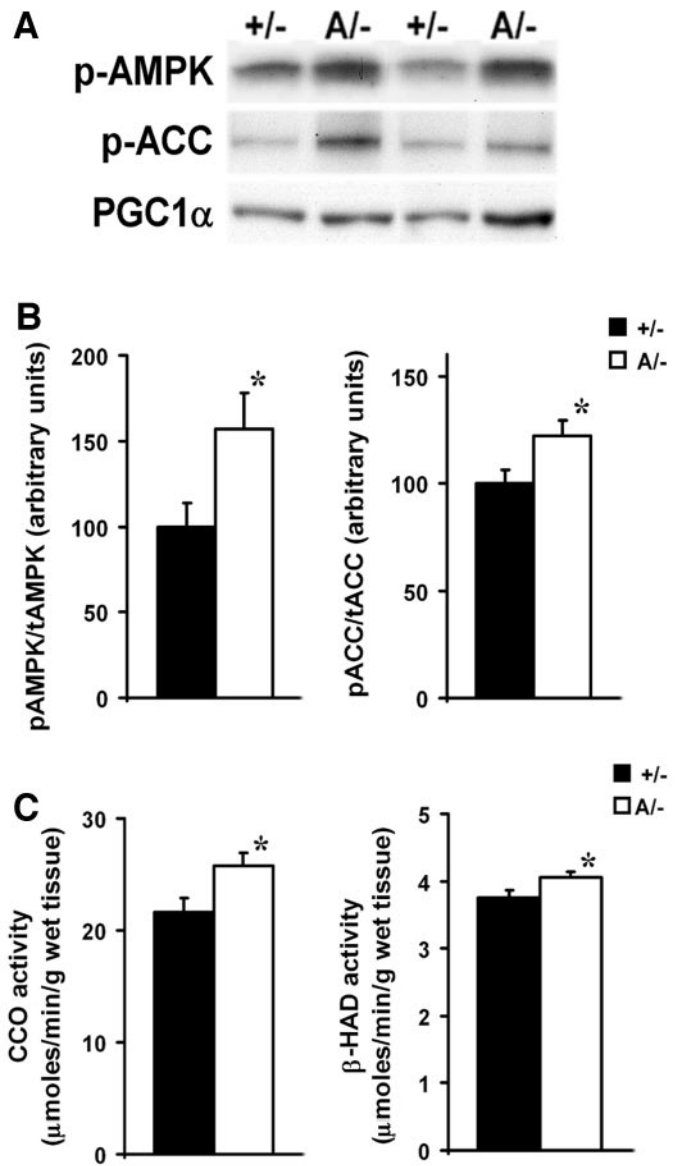 A
+/- A/- +/- A/-
p-AMPK
p-ACC
PGC1α
B
+/-
A/-
pAMPK/tAMPK (arbitrary units)
200
150
100
50
0
*
pACC/tACC (arbitrary units)
150
100
50
0
*
C
+/-
A/-
CCO activity
(μmoles/min/g wet tissue)
30
20
10
0
*
β-HAD activity
(μmoles/min/g wet tissue)
5
4
3
2
1
0
*